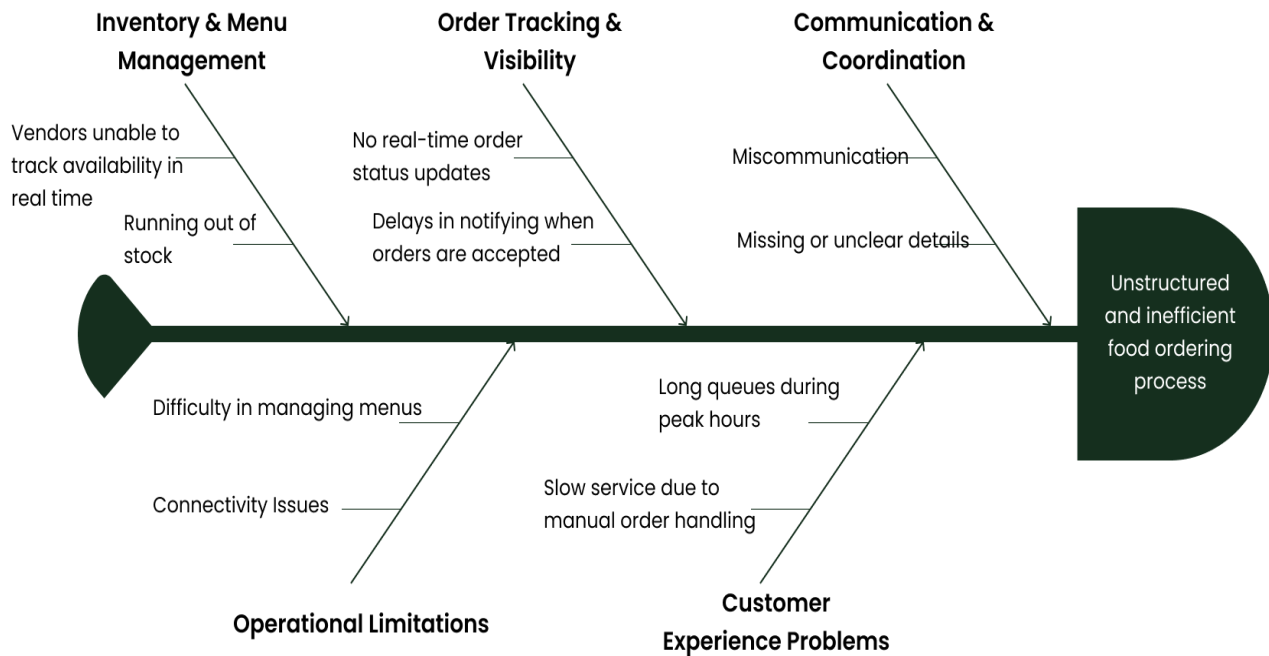 Inventory & Menu
Management
Order Tracking &
Visibility
Communication &
Coordination
Vendors unable to
track availability in
real time
Running out of
stock
No real-time order
status updates
Delays in notifying when
orders are accepted
Miscommunication
Missing or unclear details
Unstructured
and inefficient
food ordering
process
Difficulty in managing menus
Connectivity Issues
Long queues during
peak hours
Slow service due to
manual order handling
Operational Limitations
Customer
Experience Problems